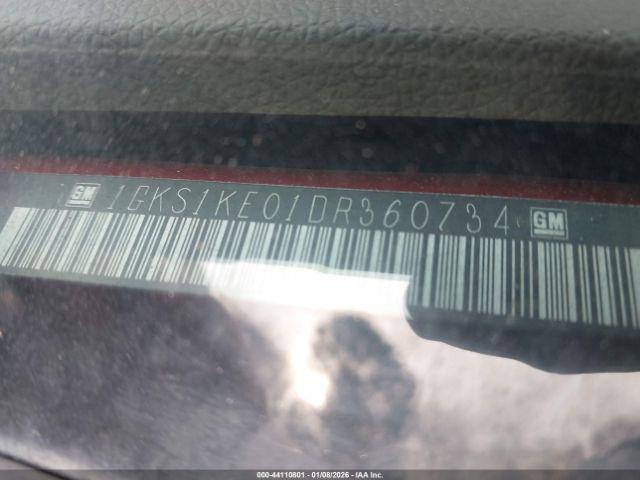 GM 1GKS1KE01DR360734 GM
000-44110801 - 01/08/2026 - IAA Inc.